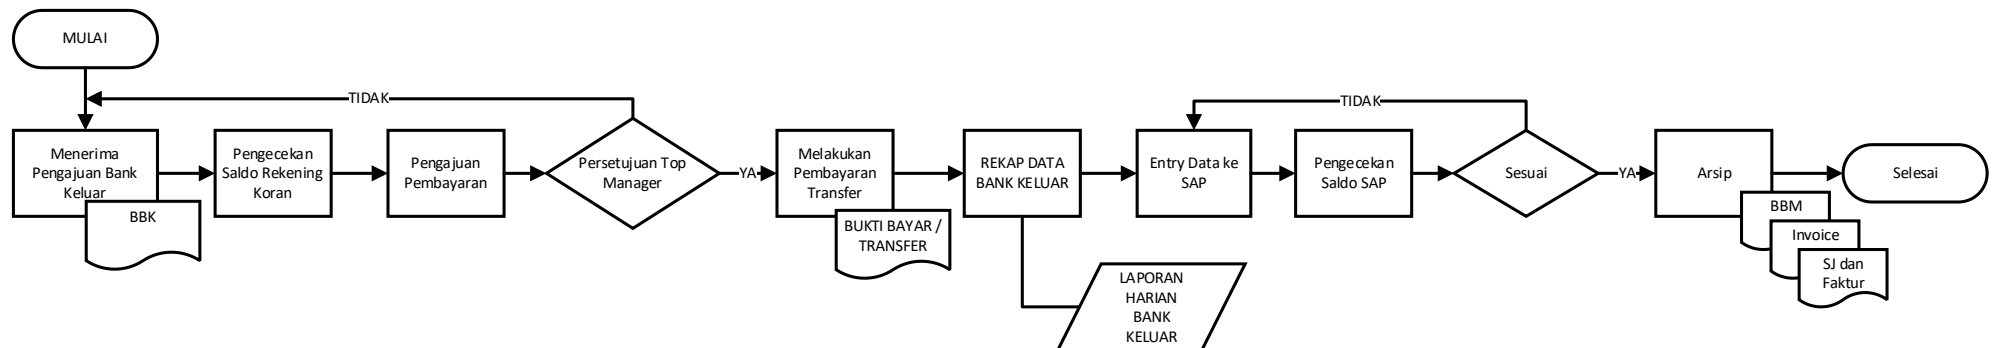 MULAI
TIDAK
TIDAK
Menerima
Pengajuan Bank
Keluar
BBK
Pengecekan
Saldo Rekening
Koran
Pengajuan
Pembayaran
Persetujuan Top
Manager
YA
Melakukan
Pembayaran
Transfer
BUKTI BAYAR /
TRANSFER
REKAP DATA
BANK KELUAR
LAPORAN
HARIAN
BANK
KELUAR
Entry Data ke
SAP
Pengecekan
Saldo SAP
Sesuai
YA
Arsip
BBM
Invoice
SJ dan
Faktur
Selesai